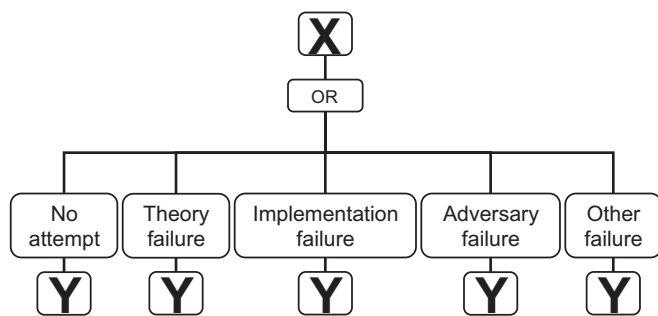 X
OR
No
attempt
Theory
failure
Implementation
failure
Adversary
failure
Other
failure
Y
Y
Y
Y
Y